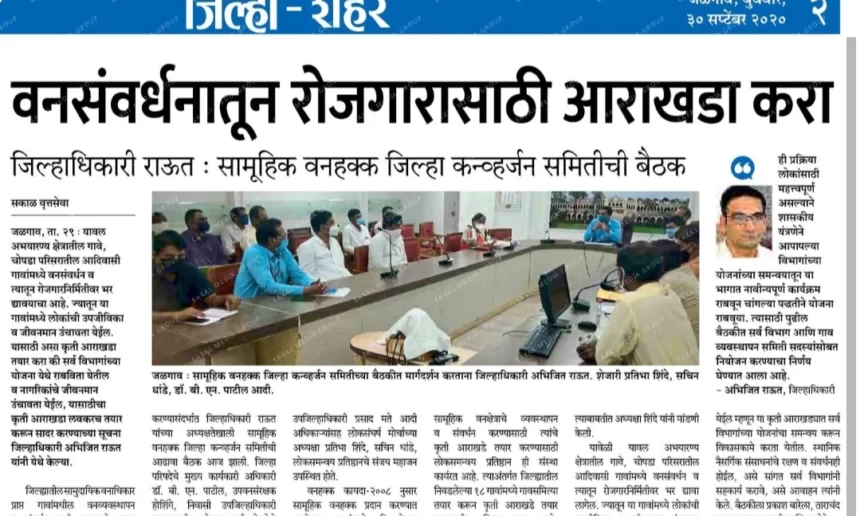 जिल्हा - शहर
जळगाव, बुधवार,
३० सप्टेंबर २०२०
२
वनसंवर्धनातून रोजगारासाठी आराखडा करा
जिल्हाधिकारी राऊत : सामूहिक वनहक्क जिल्हा कन्व्हर्जन समितीची बैठक
सकाळ वृत्तसेवा
जळगाव, ता. २९ : यावल
अभयारण्य क्षेत्रातील गावे,
चोपडा परिसरातील आदिवासी
गावांमध्ये वनसंवर्धन व
त्यातून रोजगारनिर्मितीवर भर
द्यावयाचा आहे. ज्यातून या
गावांमध्ये लोकांची उपजीविका
व जीवनमान उंचावता येईल.
यासाठी असा कृती आराखडा
तयार करा की सर्व विभागांच्या
योजना येथे राबविता येतील
व नागरिकांचे जीवनमान
उंचावता येईल, यासाठीचा
कृती आराखडा लवकरच तयार
करून सादर करण्याच्या सूचना
जिल्हाधिकारी अभिजित राऊत
यांनी येथे केल्या.
जिल्ह्यातील सामुदायिक वनाधिकार
प्राप्त गावांमधील वनव्यवस्थापन
जळगाव : सामूहिक वनहक्क जिल्हा कन्व्हर्जन समितीच्या बैठकीत मार्गदर्शन करताना जिल्हाधिकारी अभिजित राऊत. शेजारी प्रतिभा शिंदे, सचिन
धांडे, डॉ. बी. एन. पाटील आदी.
करण्यासंदर्भात जिल्हाधिकारी राऊत
यांच्या अध्यक्षतेखाली सामूहिक
वनहक्क जिल्हा कन्व्हर्जन समितीची
आढावा बैठक आज झाली. जिल्हा
परिषदेचे मुख्य कार्यकारी अधिकारी
डॉ. बी. एन. पाटील, उपवनसंरक्षक
होशिंगे, निवासी उपजिल्हाधिकारी
उपजिल्हाधिकारी प्रसाद मते आदी
अधिकाऱ्यांसह लोकसंघर्ष मोर्चाच्या
अध्यक्षा प्रतिभा शिंदे, सचिन धांडे,
लोकसमन्वय प्रतिष्ठानचे संजय महाजन
उपस्थित होते.
वनहक्क कायदा-२००८ नुसार
सामूहिक वनहक्क प्रदान करण्यात
सामूहिक वनक्षेत्राचे व्यवस्थापन
व संवर्धन करण्यासाठी त्यांचे
कृती आराखडे तयार करण्यासाठी
लोकसमन्वय प्रतिष्ठान ही संस्था
कार्यरत आहे. त्याअंतर्गत जिल्ह्यातील
निवडलेल्या १८ गावांमध्ये गावसमित्या
तयार करून कृती आराखडे तयार
त्याबाबतीत अध्यक्षा शिंदे यांनी मांडणी
केली.
यावेळी यावल अभयारण्य
क्षेत्रातील गावे, चोपडा परिसरातील
आदिवासी गावांमध्ये वनसंवर्धन व
त्यातून रोजगारनिर्मितीवर भर द्यावा
लागेल. ज्यातून या गावांमध्ये लोकांची
ही प्रक्रिया
लोकांसाठी
महत्त्वपूर्ण
असल्याने
शासकीय
यंत्रणेने
आपापल्या
विभागांच्या
योजनांच्या समन्वयातून या
भागात नावीन्यपूर्ण कार्यक्रम
राबवून चांगल्या पद्धतीने योजना
राबवूया. त्यासाठी पुढील
बैठकीत सर्व विभाग आणि गाव
व्यवस्थापन समिती सदस्यांसोबत
नियोजन करण्याचा निर्णय
घेण्यात आला आहे.
- अभिजित राऊत, जिल्हाधिकारी
येईल म्हणून या कृती आराखड्यात सर्व
विभागांच्या योजनांचा समन्वय करून
विकासकामे करता येतील. स्थानिक
नैसर्गिक संसाधनांचे रक्षण व संवर्धनही
होईल, असे सांगत सर्व विभागांनी
सहकार्य करावे, असे आवाहन त्यांनी
केले. बैठकीला प्रकाश बारेला, ताराचंद